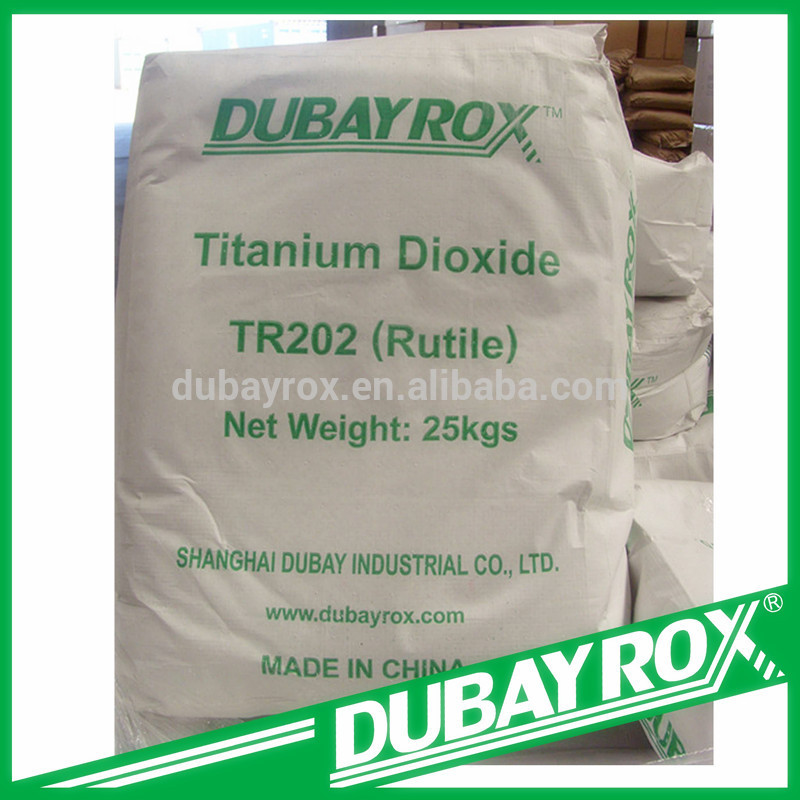 DUBAYROX™
Titanium Dioxide
TR202 (Rutile)
dubayrox.en.alibaba.com
Net Weight: 25kgs
SHANGHAI DUBAY INDUSTRIAL CO., LTD.
www.dubayrox.com
MADE IN CHINA
DUBAYROX
DUBAYROX®